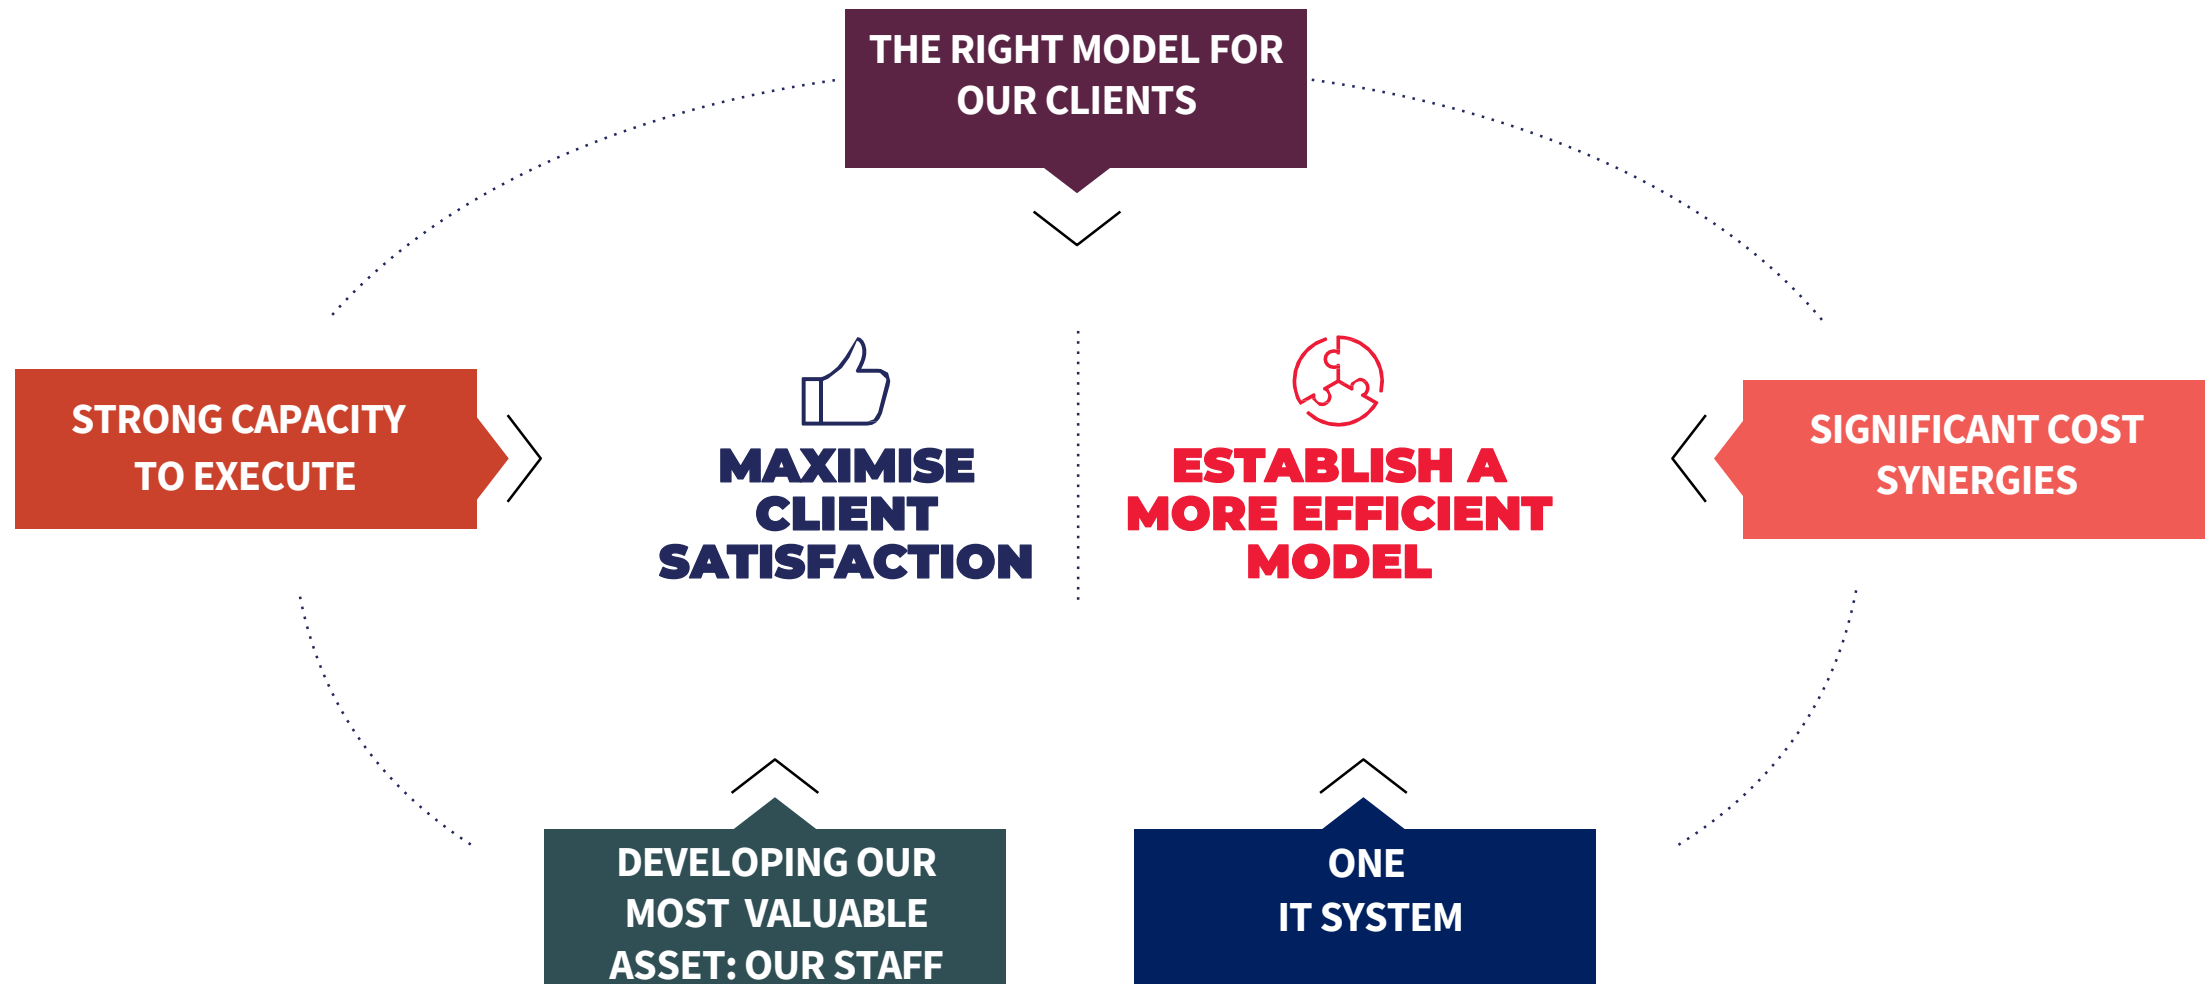 THE RIGHT MODEL FOR
OUR CLIENTS
STRONG CAPACITY
TO EXECUTE
MAXIMISE
CLIENT
SATISFACTION
ESTABLISH A
MORE EFFICIENT
MODEL
SIGNIFICANT COST
SYNERGIES
DEVELOPING OUR
MOST VALUABLE
ASSET: OUR STAFF
ONE
IT SYSTEM